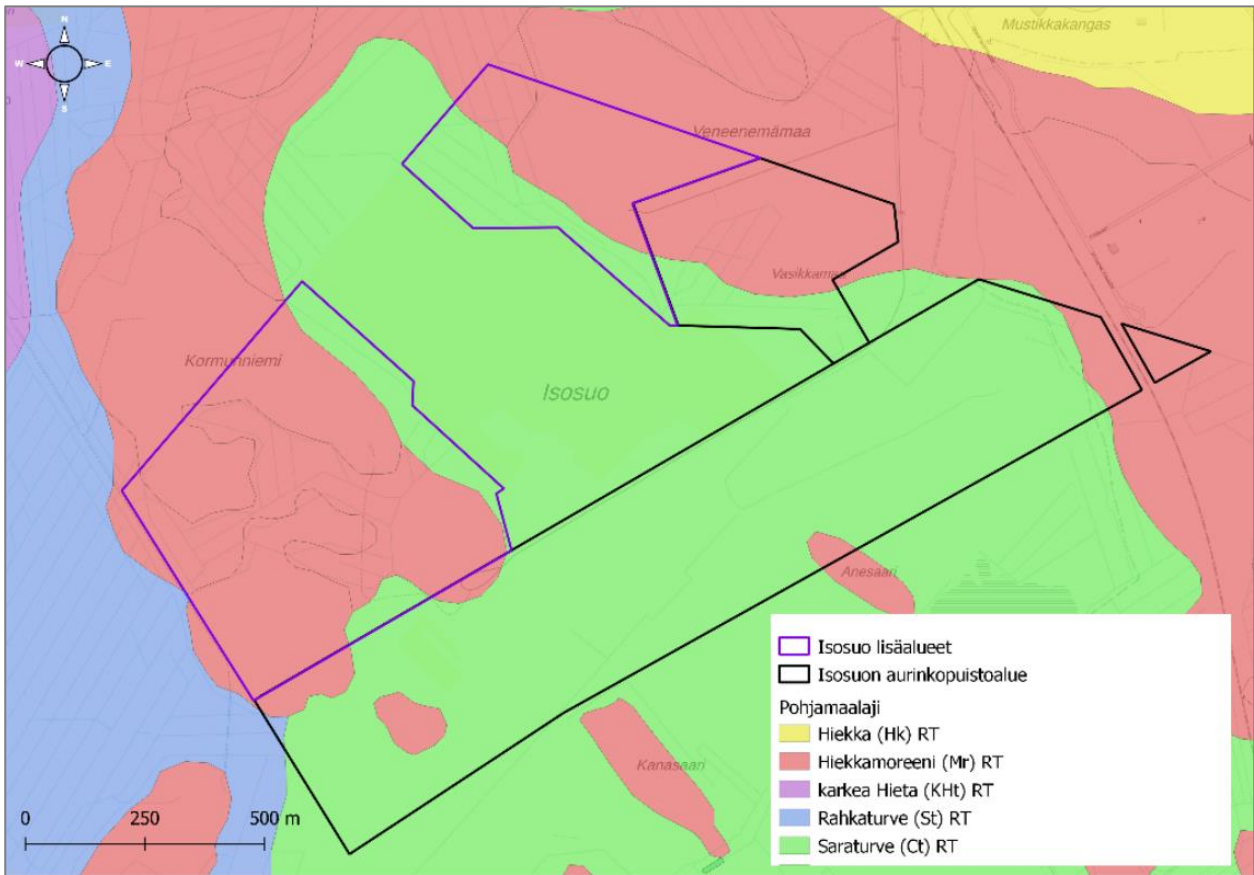 Mustikkakangas
N
W E
S
Veneenemämaa
Vasikkamaa
Kormunniemi
Isosuo
Anesaari
Kanasaari
Isosuo lisäalueet
Isosuon aurinkopuistoalue
Pohjamaalaji
Hiekka (Hk) RT
Hiekkamoreeni (Mr) RT
karkea Hieta (KHt) RT
Rahkaturve (St) RT
Saraturve (Ct) RT
0 250 500 m